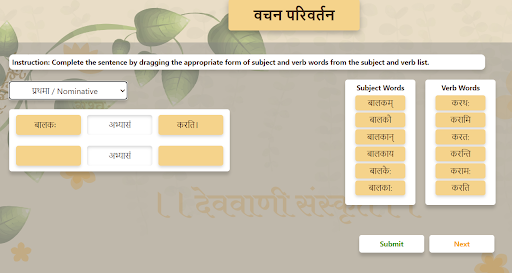 वचन परिवर्तन
Instruction: Complete the sentence by dragging the appropriate form of subject and verb words from the subject and verb list.
प्रथमा / Nominative
बालकः अभ्यासं करति।
अभ्यासं
Subject Words
बालकम्
बालकौ
बालकान्
बालकाय
बालकेः
बालकाः
Verb Words
करथः
करामि
करतः
करन्ति
करामः
करति
।।देववाणी संस्कृतम्।।
Submit Next